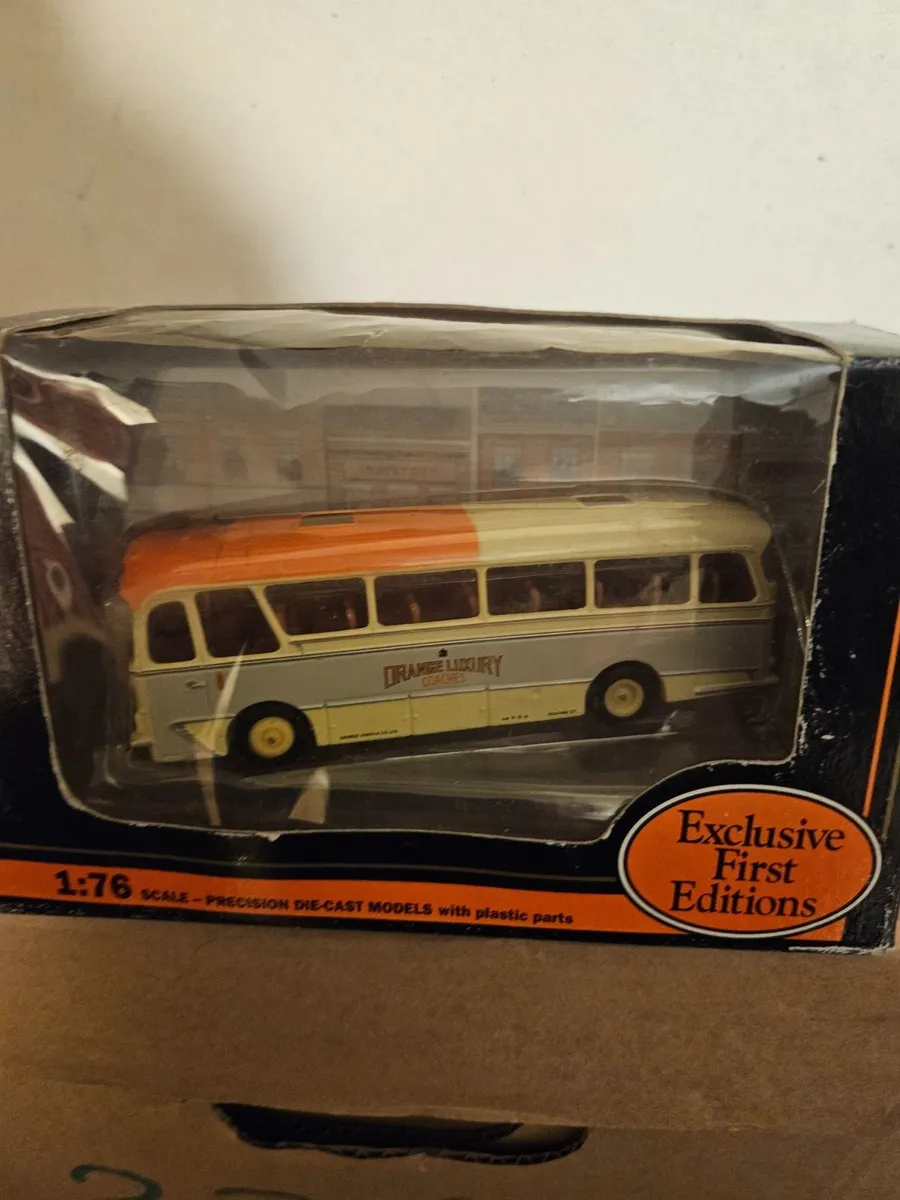 ORANGE LUXURY
COACHES
Exclusive
First
Editions
1:76 SCALE – PRECISION DIE-CAST MODELS with plastic parts